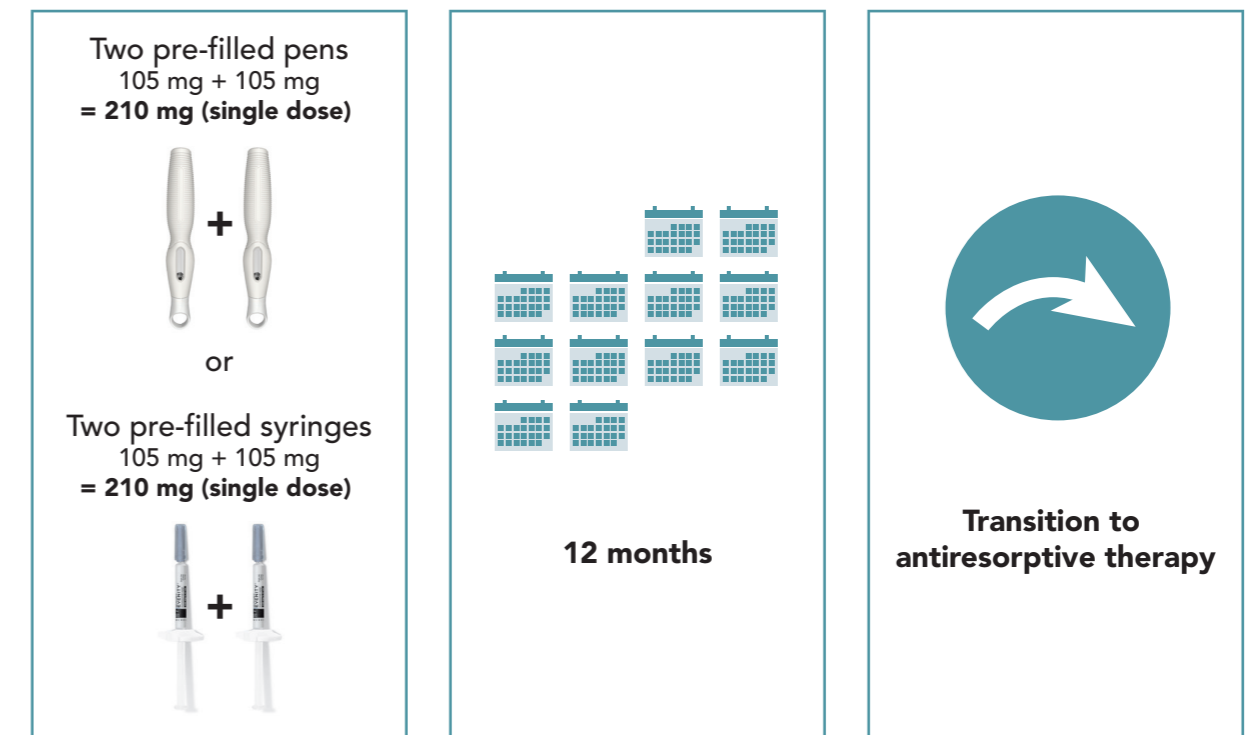 Two pre-filled pens
105 mg + 105 mg
= 210 mg (single dose)
+
or
Two pre-filled syringes
105 mg + 105 mg
= 210 mg (single dose)
+
12 months
Transition to
antiresorptive therapy